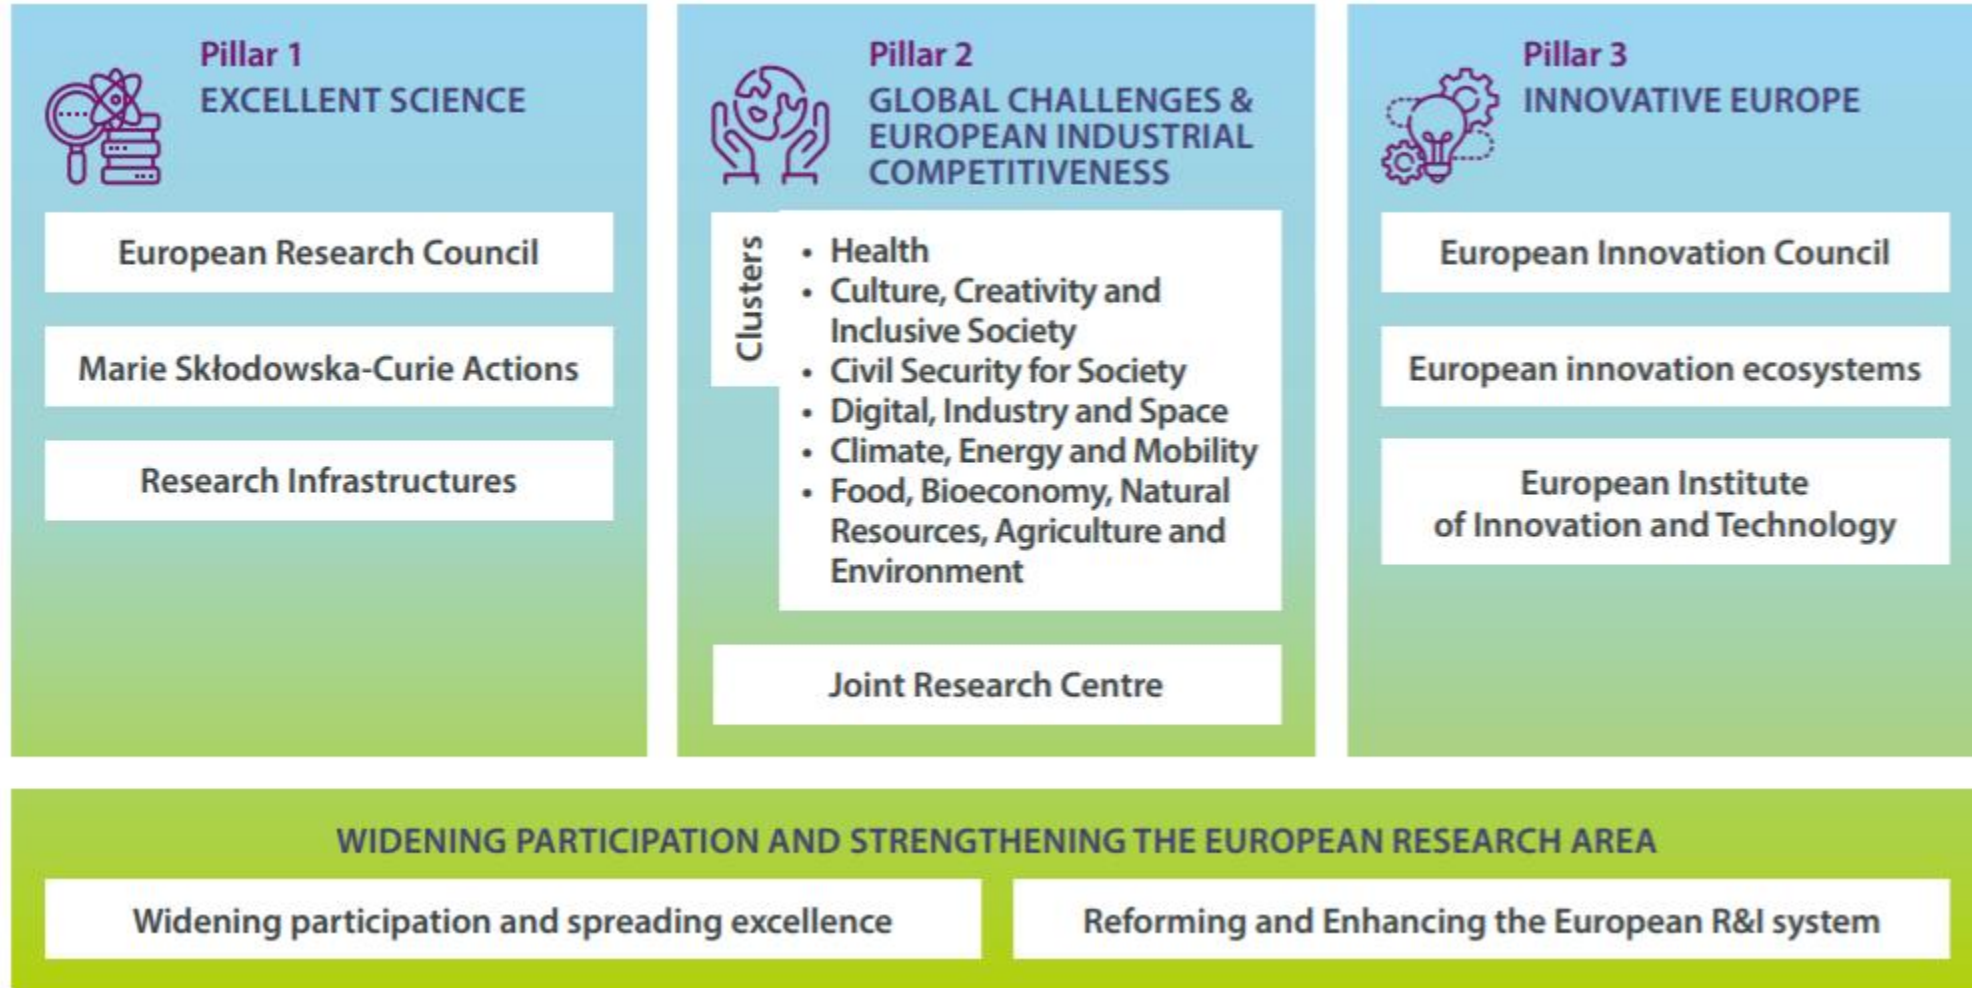 Pillar 1
EXCELLENT SCIENCE
European Research Council
Marie Skłodowska-Curie Actions
Research Infrastructures
Pillar 2
GLOBAL CHALLENGES &
EUROPEAN INDUSTRIAL
COMPETITIVENESS
Clusters
• Health
• Culture, Creativity and
Inclusive Society
• Civil Security for Society
• Digital, Industry and Space
• Climate, Energy and Mobility
• Food, Bioeconomy, Natural
Resources, Agriculture and
Environment
Joint Research Centre
Pillar 3
INNOVATIVE EUROPE
European Innovation Council
European innovation ecosystems
European Institute
of Innovation and Technology
WIDENING PARTICIPATION AND STRENGTHENING THE EUROPEAN RESEARCH AREA
Widening participation and spreading excellence
Reforming and Enhancing the European R&I system